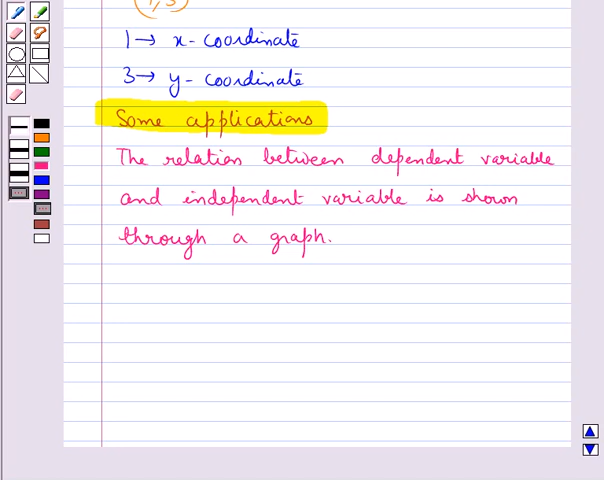 1 → x - coordinate
3 → y - coordinate
Some applications
The relation between dependent variable
and independent variable is shown
through a graph.